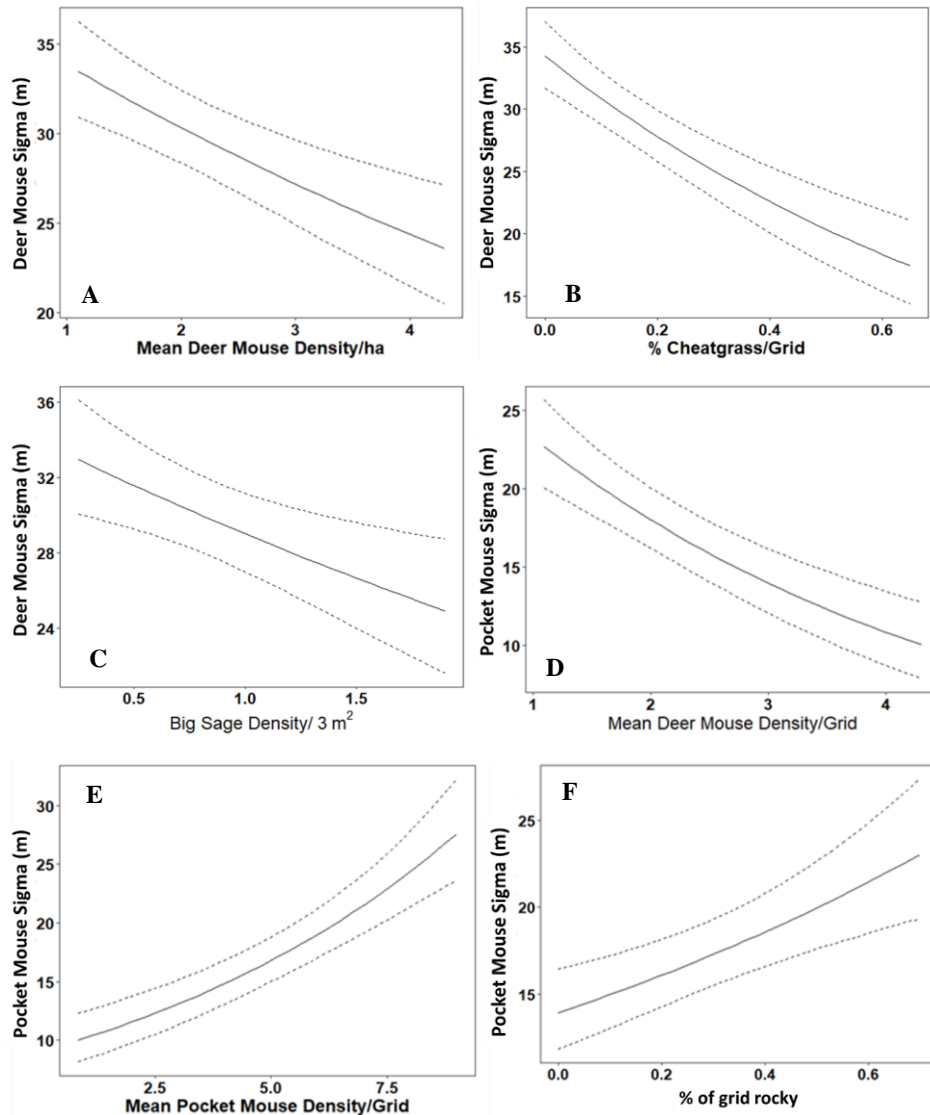 Deer Mouse Sigma (m)
35
30
25
20
A
1
2
3
4
Mean Deer Mouse Density/ha
Deer Mouse Sigma (m)
35
30
25
20
15
B
0.0
0.2
0.4
0.6
% Cheatgrass/Grid
Deer Mouse Sigma (m)
36
32
28
24
C
0.5
1.0
1.5
Big Sage Density/ 3 m²
Pocket Mouse Sigma (m)
25
20
15
10
D
1
2
3
4
Mean Deer Mouse Density/Grid
Pocket Mouse Sigma (m)
30
25
20
15
10
E
2.5
5.0
7.5
Mean Pocket Mouse Density/Grid
Pocket Mouse Sigma (m)
25
20
15
F
0.0
0.2
0.4
0.6
% of grid rocky